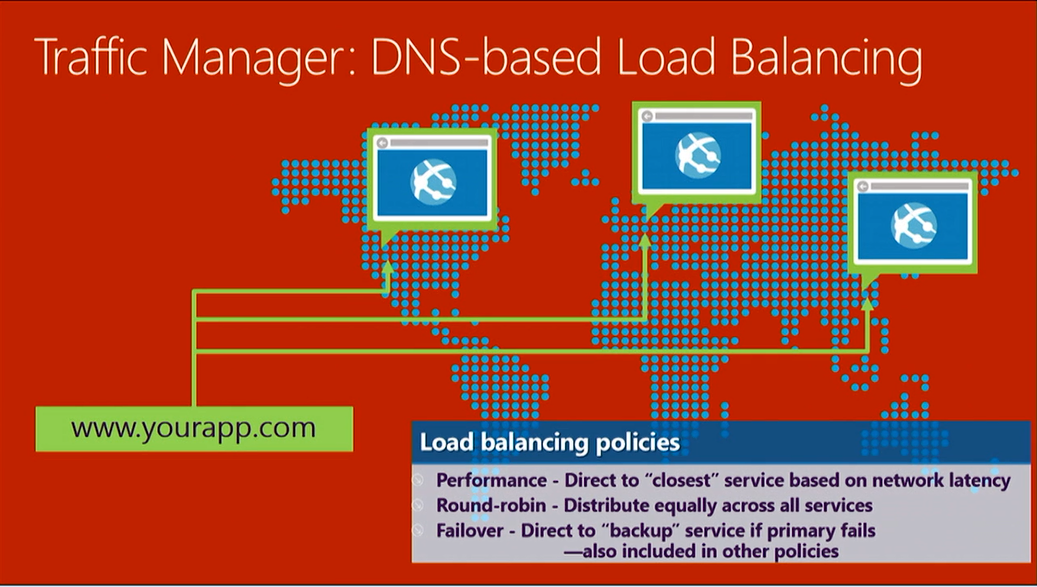 Traffic Manager: DNS-based Load Balancing
www.yourapp.com
Load balancing policies
Performance - Direct to “closest” service based on network latency
Round-robin - Distribute equally across all services
Failover - Direct to “backup” service if primary fails
—also included in other policies